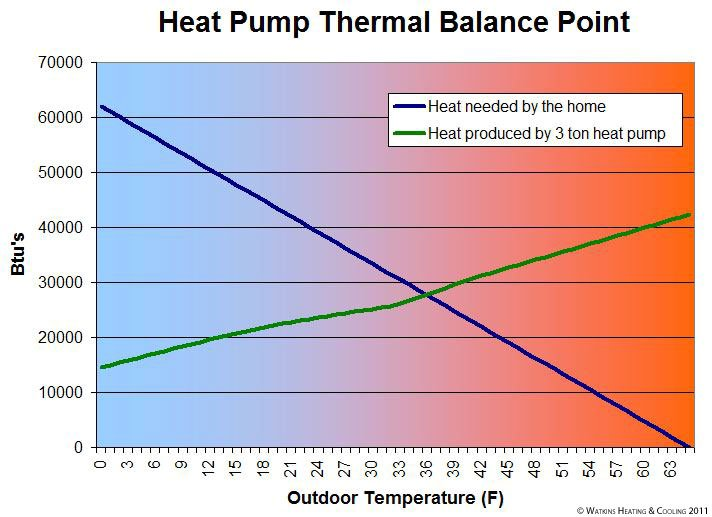 Heat Pump Thermal Balance Point
70000
60000
50000
40000
30000
20000
10000
0
Btu's
Heat needed by the home
Heat produced by 3 ton heat pump
0 3 6 9 12 15 18 21 24 27 30 33 36 39 42 45 48 51 54 57 60 63
Outdoor Temperature (F)
© Watkins Heating & Cooling 2011